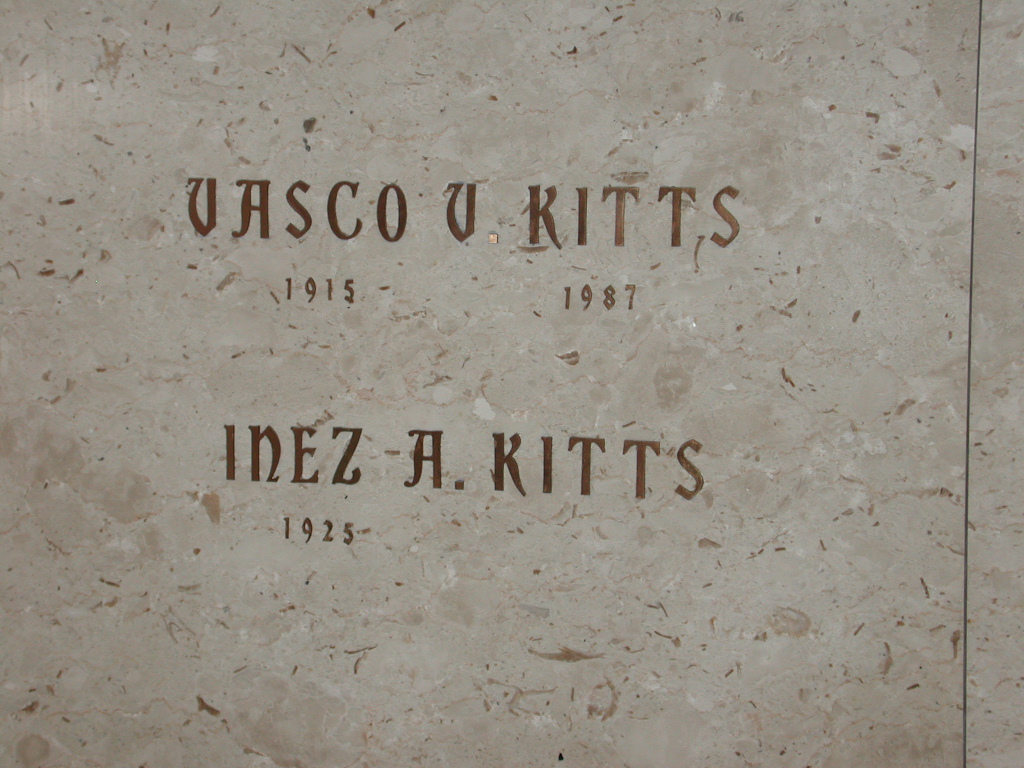 VASCO V. KITTS
1915 1987
INEZ A. KITTS
1925